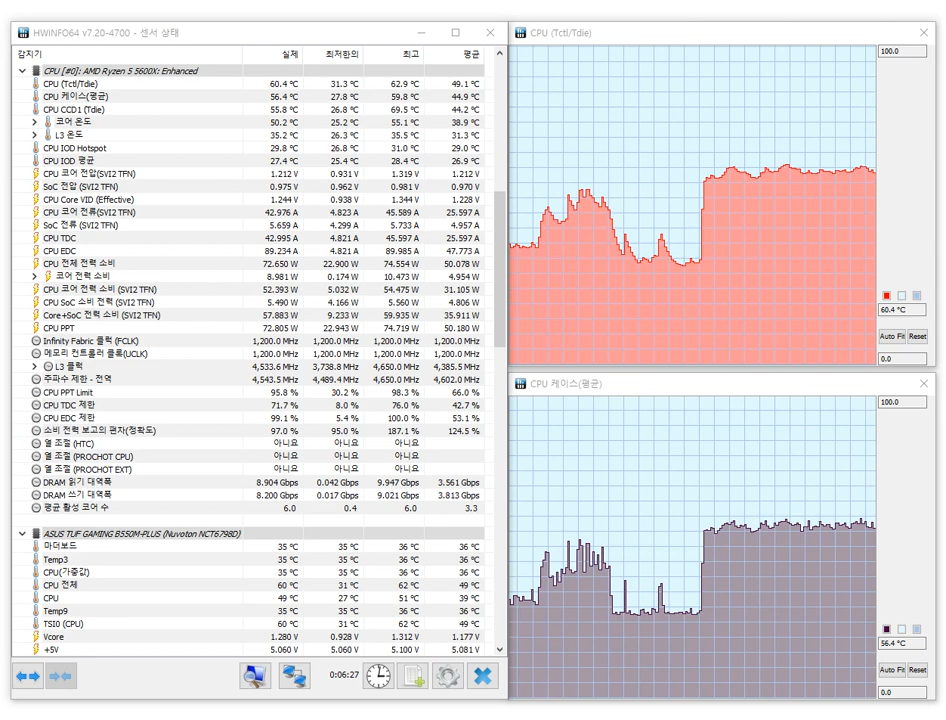 HWiNFO64 v7.20-4700 - 센서 상태
감지기 실제 최저한의 최고 평균
CPU [#0]: AMD Ryzen 5 5600X: Enhanced
CPU (Tctl/Tdie) 60.4 °C 31.3 °C 62.9 °C 49.1 °C
CPU 케이스(평균) 56.4 °C 27.8 °C 59.8 °C 44.9 °C
CPU CCD1 (Tdie) 55.8 °C 26.8 °C 69.5 °C 44.2 °C
코어 온도 50.2 °C 25.2 °C 55.1 °C 38.9 °C
L3 온도 35.2 °C 26.3 °C 35.5 °C 31.3 °C
CPU IOD Hotspot 29.8 °C 26.8 °C 31.0 °C 29.0 °C
CPU IOD 평균 27.4 °C 25.4 °C 28.4 °C 26.9 °C
CPU 코어 전압(SVI2 TFN) 1.212 V 0.931 V 1.319 V 1.212 V
SoC 전압 (SVI2 TFN) 0.975 V 0.962 V 0.981 V 0.970 V
CPU Core VID (Effective) 1.244 V 0.938 V 1.344 V 1.228 V
CPU 코어 전류(SVI2 TFN) 42.976 A 4.823 A 45.589 A 25.597 A
SoC 전류 (SVI2 TFN) 5.659 A 4.299 A 5.733 A 4.957 A
CPU TDC 42.995 A 4.821 A 45.597 A 25.597 A
CPU EDC 89.234 A 4.821 A 89.985 A 47.773 A
CPU 전체 전력 소비 72.650 W 22.900 W 74.554 W 50.078 W
코어 전력 소비 8.981 W 0.174 W 10.473 W 4.954 W
CPU 코어 소비 전력 (SVI2 TFN) 52.393 W 5.032 W 54.475 W 31.105 W
CPU SoC 소비 전력 (SVI2 TFN) 5.490 W 4.166 W 5.560 W 4.806 W
Core+SoC 전력 소비 (SVI2 TFN) 57.883 W 9.233 W 59.935 W 35.911 W
CPU PPT 72.805 W 22.943 W 74.719 W 50.180 W
Infinity Fabric 클럭 (FCLK) 1,200.0 MHz 1,200.0 MHz 1,200.0 MHz 1,200.0 MHz
메모리 컨트롤러 클록(UCLK) 1,200.0 MHz 1,200.0 MHz 1,200.0 MHz 1,200.0 MHz
L3 클럭 4,533.6 MHz 3,738.8 MHz 4,650.0 MHz 4,385.5 MHz
주파수 제한 - 전역 4,543.5 MHz 4,489.4 MHz 4,650.0 MHz 4,602.0 MHz
CPU PPT Limit 95.8 % 30.2 % 98.3 % 66.0 %
CPU TDC 제한 71.7 % 8.0 % 76.0 % 42.7 %
CPU EDC 제한 99.1 % 5.4 % 100.0 % 53.1 %
소비 전력 보고의 편차(정확도) 97.0 % 95.0 % 187.1 % 124.5 %
열 조절 (HTC) 아니요 아니요 아니요
열 조절 (PROCHOT CPU) 아니요 아니요 아니요
열 조절 (PROCHOT EXT) 아니요 아니요 아니요
DRAM 읽기 대역폭 8.904 Gbps 0.042 Gbps 9.947 Gbps 3.561 Gbps
DRAM 쓰기 대역폭 8.200 Gbps 0.017 Gbps 9.021 Gbps 3.813 Gbps
평균 활성 코어 수 6.0 0.4 6.0 3.3
ASUS TUF GAMING B550M-PLUS (Nuvoton NCT6798D)
마더보드 35 °C 35 °C 36 °C 36 °C
Temp3 35 °C 35 °C 36 °C 36 °C
CPU(가중값) 35 °C 35 °C 36 °C 36 °C
CPU 전체 60 °C 31 °C 62 °C 49 °C
CPU 49 °C 27 °C 51 °C 39 °C
Temp9 35 °C 35 °C 36 °C 36 °C
TSI0 (CPU) 60 °C 31 °C 62 °C 49 °C
Vcore 1.280 V 0.928 V 1.312 V 1.177 V
+5V 5.060 V 5.060 V 5.100 V 5.081 V
0:06:27
CPU (Tctl/Tdie)
100.0
60.4 °C
Auto Fit Reset
0.0
CPU 케이스(평균)
100.0
56.4 °C
Auto Fit Reset
0.0